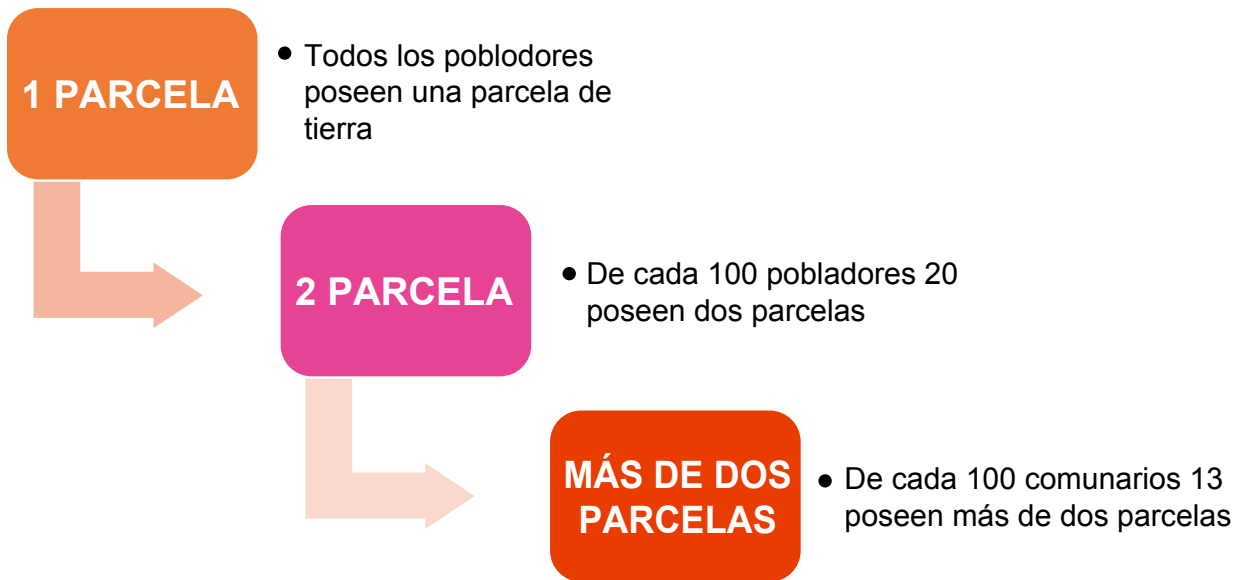 1 PARCELA
• Todos los poblodores
poseen una parcela de
tierra
2 PARCELA
• De cada 100 pobladores 20
poseen dos parcelas
MÁS DE DOS
PARCELAS
• De cada 100 comunarios 13
poseen más de dos parcelas